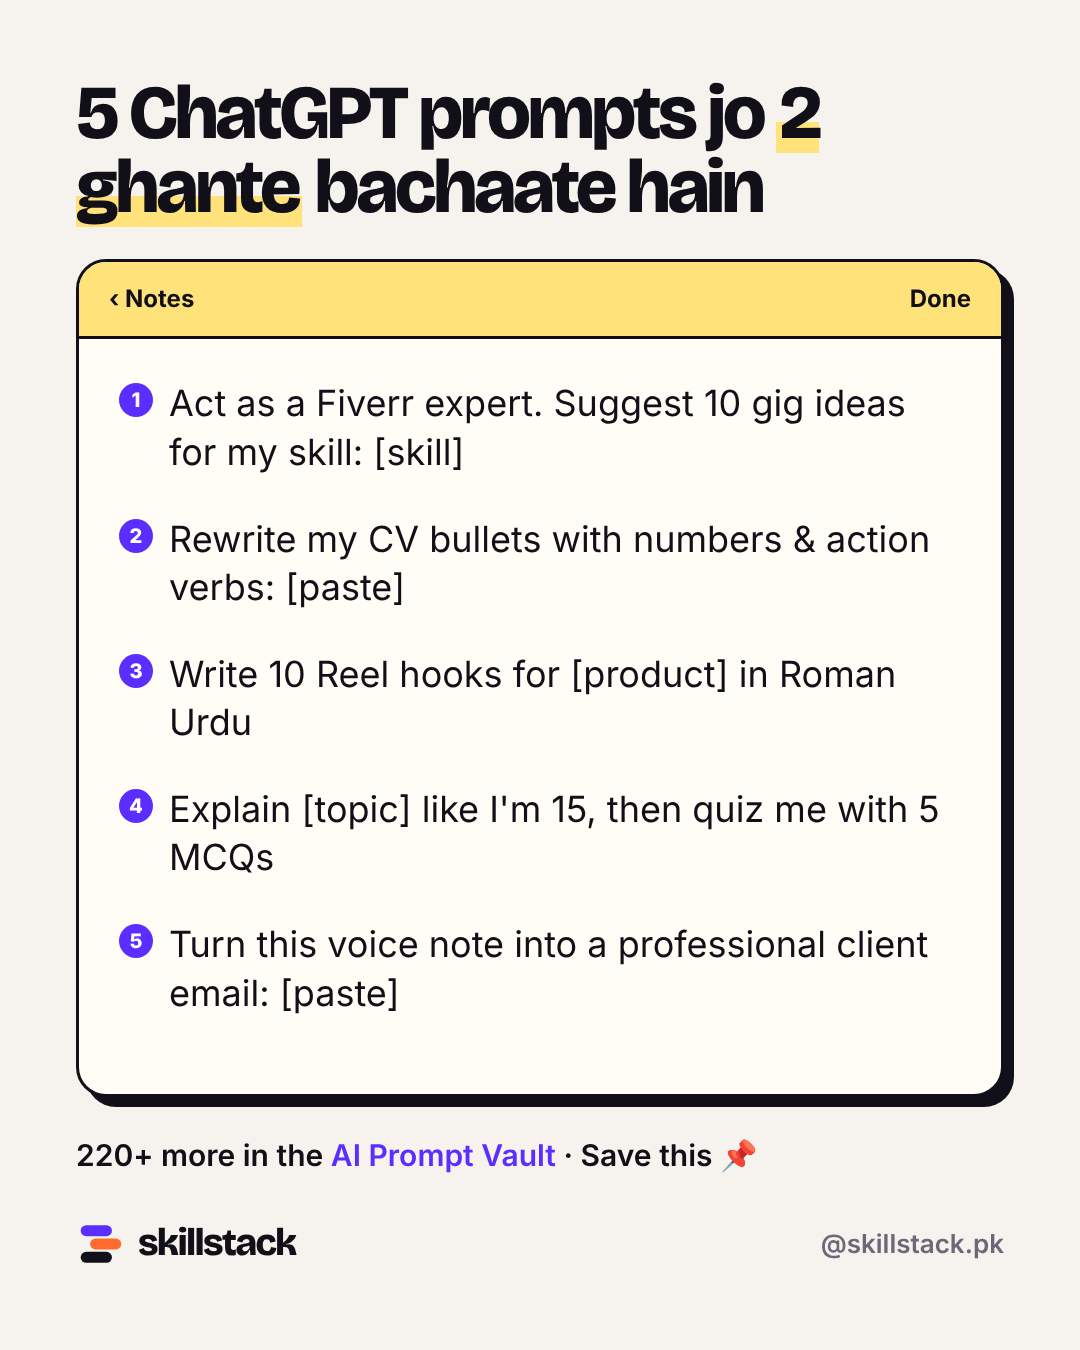 5 ChatGPT prompts jo 2
ghante bachaate hain
‹ Notes
Done
1 Act as a Fiverr expert. Suggest 10 gig ideas
for my skill: [skill]
2 Rewrite my CV bullets with numbers & action
verbs: [paste]
3 Write 10 Reel hooks for [product] in Roman
Urdu
4 Explain [topic] like I'm 15, then quiz me with 5
MCQs
5 Turn this voice note into a professional client
email: [paste]
220+ more in the AI Prompt Vault · Save this 📌
skillstack
@skillstack.pk